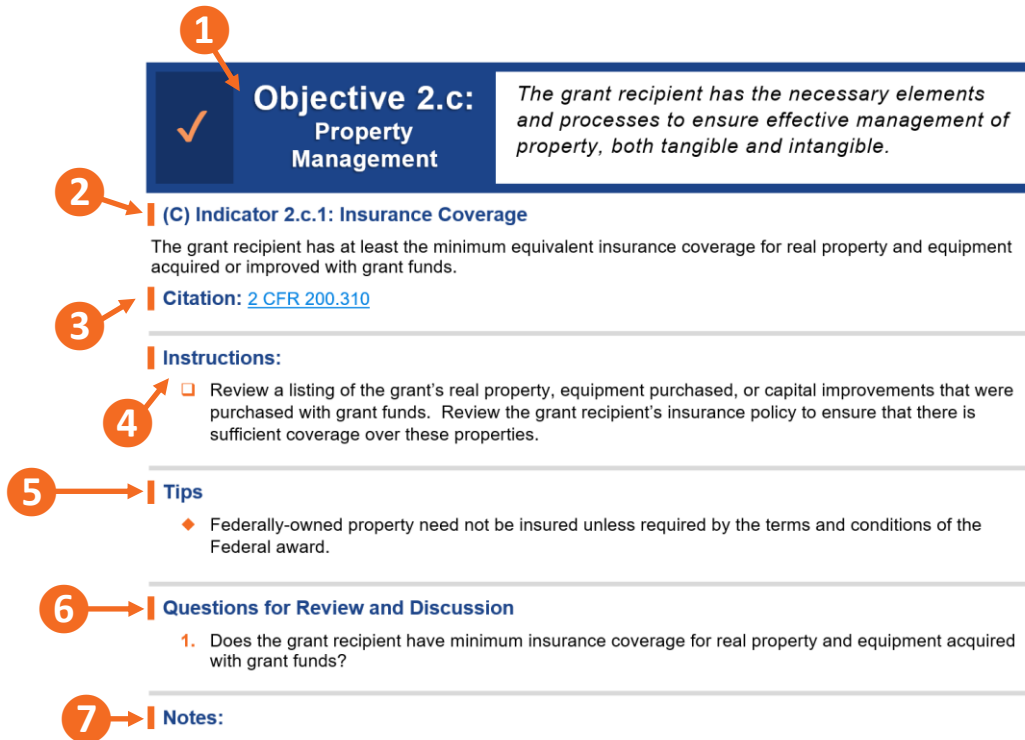 1
Objective 2.c:
Property
Management
The grant recipient has the necessary elements
and processes to ensure effective management of
property, both tangible and intangible.
2
(C) Indicator 2.c.1: Insurance Coverage
The grant recipient has at least the minimum equivalent insurance coverage for real property and equipment
acquired or improved with grant funds.
3
Citation: 2 CFR 200.310
Instructions:
4
Review a listing of the grant's real property, equipment purchased, or capital improvements that were
purchased with grant funds.  Review the grant recipient's insurance policy to ensure that there is
sufficient coverage over these properties.
5
Tips
Federally-owned property need not be insured unless required by the terms and conditions of the
Federal award.
6
Questions for Review and Discussion
1. Does the grant recipient have minimum insurance coverage for real property and equipment acquired
with grant funds?
7
Notes: